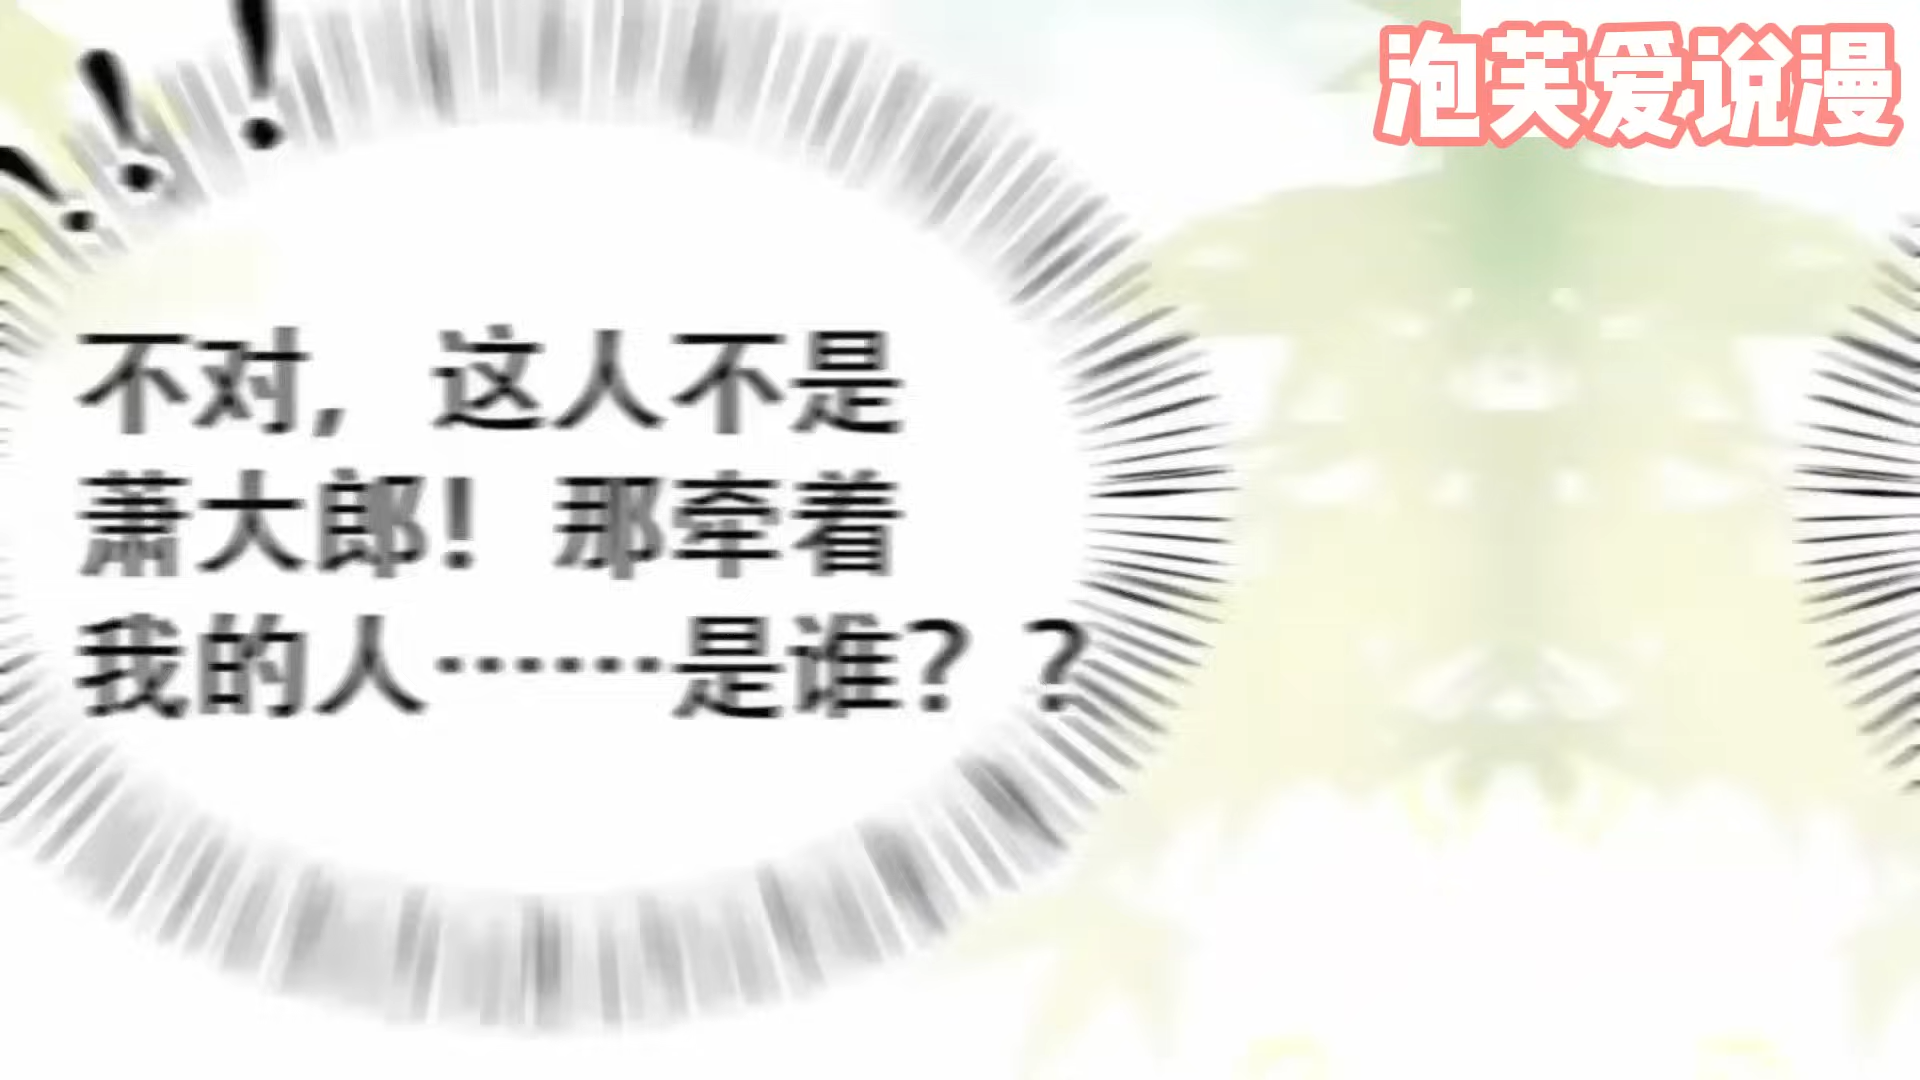 泡芙爱说漫
不对，这人不是
萧大郎！那牵着
我的人……是谁？？